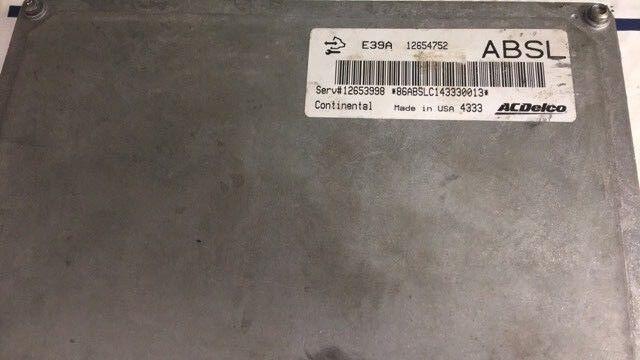 E39A 12654752 ABSL
Serv#12653998 *86ABSLC143330013*
Continental Made in USA 4333 ACDelco